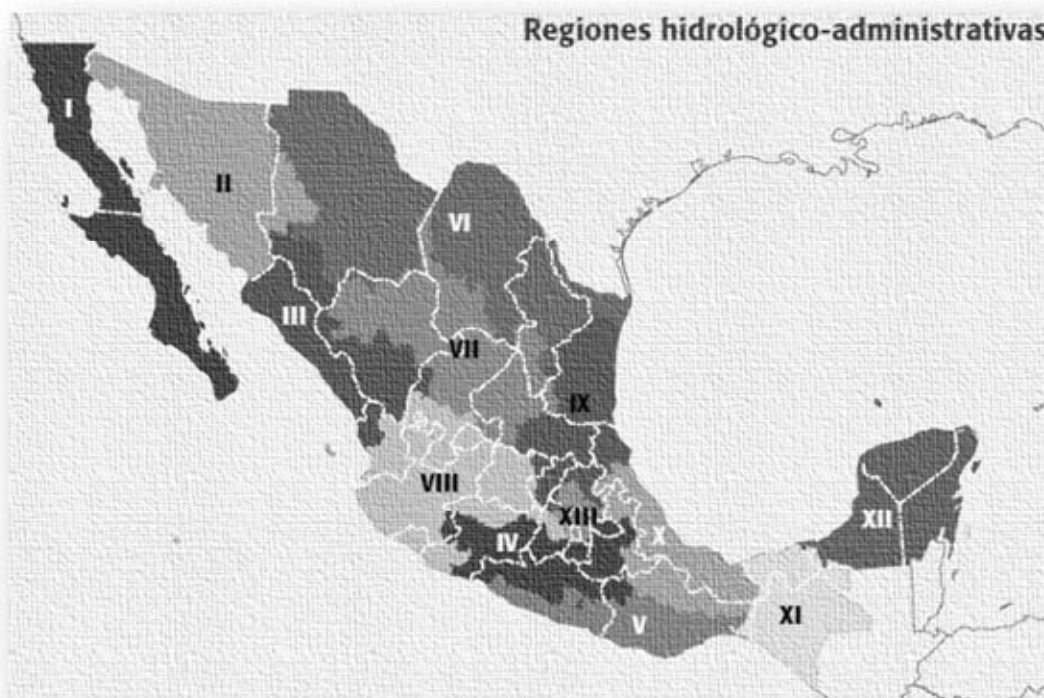 Regiones hidrológico-administrativas
I
II
VI
III
VII
IX
VIII
XIII
IV
X
XII
XI
V